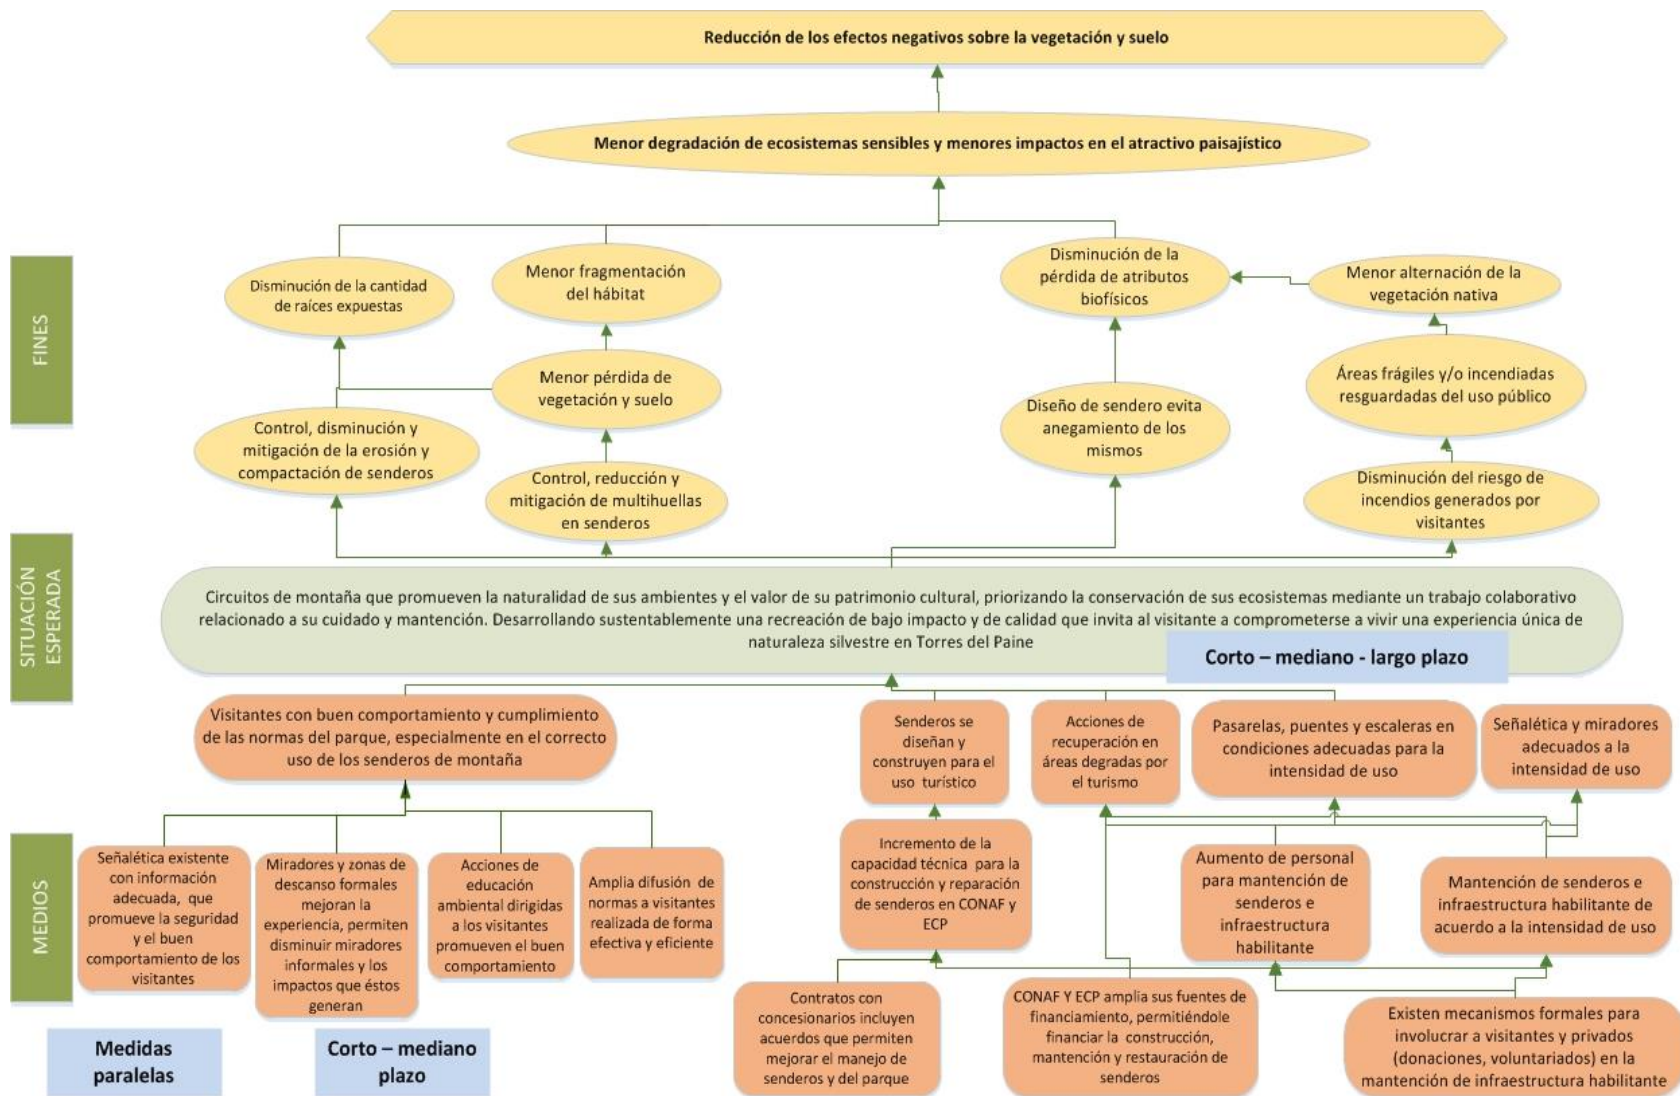 Reducción de los efectos negativos sobre la vegetación y suelo
Menor degradación de ecosistemas sensibles y menores impactos en el atractivo paisajístico
FINES
Disminución de la cantidad
de raíces expuestas
Menor fragmentación
del hábitat
Disminución de la
pérdida de atributos
biofísicos
Menor alternación de la
vegetación nativa
Menor pérdida de
vegetación y suelo
Áreas frágiles y/o incendiadas
resguardadas del uso público
Control, disminución y
mitigación de la erosión y
compactación de senderos
Diseño de sendero evita
anegamiento de los
mismos
Control, reducción y
mitigación de multihuellas
en senderos
Disminución del riesgo de
incendios generados por
visitantes
SITUACIÓN
ESPERADA
Circuitos de montaña que promueven la naturalidad de sus ambientes y el valor de su patrimonio cultural, priorizando la conservación de sus ecosistemas mediante un trabajo colaborativo
relacionado a su cuidado y mantención. Desarrollando sustentablemente una recreación de bajo impacto y de calidad que invita al visitante a comprometerse a vivir una experiencia única de
naturaleza silvestre en Torres del Paine
Corto – mediano - largo plazo
Visitantes con buen comportamiento y cumplimiento
de las normas del parque, especialmente en el correcto
uso de los senderos de montaña
Senderos se
diseñan y
construyen para el
uso turístico
Acciones de
recuperación en
áreas degradas por
el turismo
Pasarelas, puentes y escaleras en
condiciones adecuadas para la
intensidad de uso
Señalética y miradores
adecuados a la
intensidad de uso
MEDIOS
Señalética existente
con información
adecuada, que
promueve la seguridad
y el buen
comportamiento de los
visitantes
Miradores y zonas de
descanso formales
mejoran la
experiencia, permiten
disminuir miradores
informales y los
impactos que éstos
generan
Acciones de
educación
ambiental dirigidas
a los visitantes
promueven el buen
comportamiento
Amplia difusión de
normas a visitantes
realizada de forma
efectiva y eficiente
Incremento de la
capacidad técnica para la
construcción y reparación
de senderos en CONAF y
ECP
Aumento de personal
para mantención de
senderos e
infraestructura
habilitante
Mantención de senderos e
infraestructura habilitante de
acuerdo a la intensidad de uso
Contratos con
concesionarios incluyen
acuerdos que permiten
mejorar el manejo de
senderos y del parque
CONAF Y ECP amplia sus fuentes de
financiamiento, permitiéndole
financiar la construcción,
mantención y restauración de
senderos
Existen mecanismos formales para
involucrar a visitantes y privados
(donaciones, voluntariados) en la
mantención de infraestructura habilitante
Medidas
paralelas
Corto – mediano
plazo